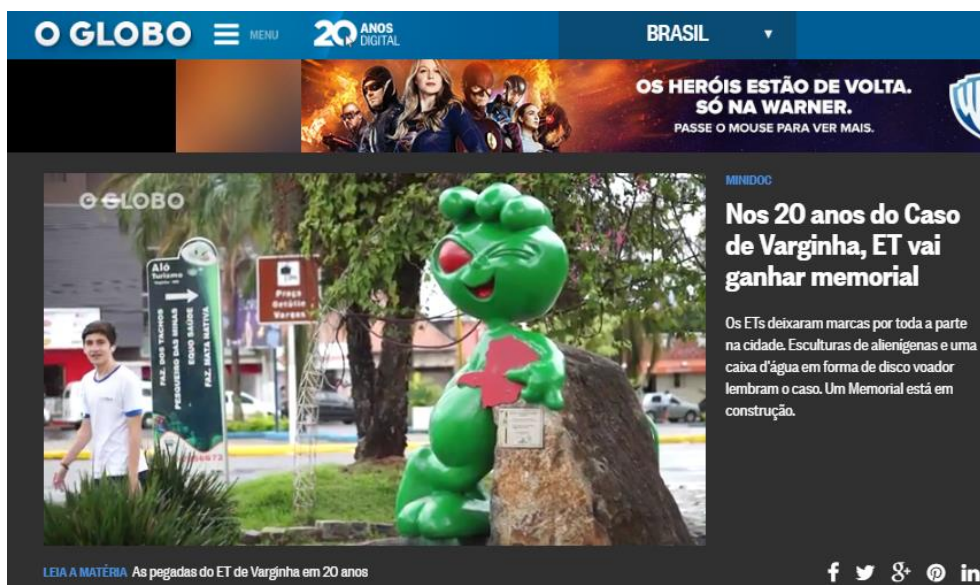 O GLOBO
MENU
20 ANOS
DIGITAL
BRASIL
OS HERÓIS ESTÃO DE VOLTA.
SÓ NA WARNER.
PASSE O MOUSE PARA VER MAIS.
O GLOBO
Alô
Turismo
FAZ. DOS TACHOS
PESQUEIRO DAS MINAS
EQUO SAÚDE
FAZ. MATA NATIVA
Praça
Getúlio
Vargas
MINIDOC
Nos 20 anos do Caso
de Varginha, ET vai
ganhar memorial
Os ETs deixaram marcas por toda a parte
na cidade. Esculturas de alienígenas e uma
caixa d'água em forma de disco voador
lembram o caso. Um Memorial está em
construção.
LEIA A MATÉRIA As pegadas do ET de Varginha em 20 anos